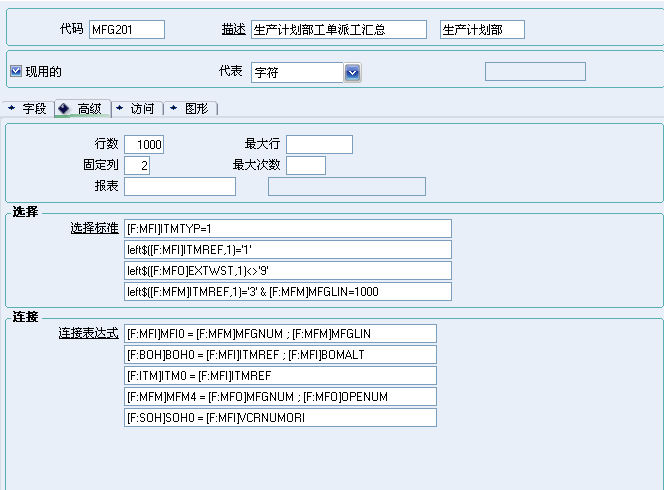 代码 MFG201 描述 生产计划部工单派工汇总 生产计划部
现用的 代表 字符
字段 高级 访问 图形
行数 1000 最大行
固定列 2 最大次数
报表
选择
选择标准 [F:MFI]ITMTYP=1
left$([F:MFI]ITMREF,1)='1'
left$([F:MFO]EXTWST,1)<>'9'
left$([F:MFM]ITMREF,1)='3' & [F:MFM]MFGLIN=1000
连接
连接表达式 [F:MFI]MFI0 = [F:MFM]MFGNUM ; [F:MFM]MFGLIN
[F:BOH]BOH0 = [F:MFI]ITMREF ; [F:MFI]BOMALT
[F:ITM]ITM0 = [F:MFI]ITMREF
[F:MFM]MFM4 = [F:MFO]MFGNUM ; [F:MFO]OPENUM
[F:SOH]SOH0 = [F:MFI]VCRNUMORI